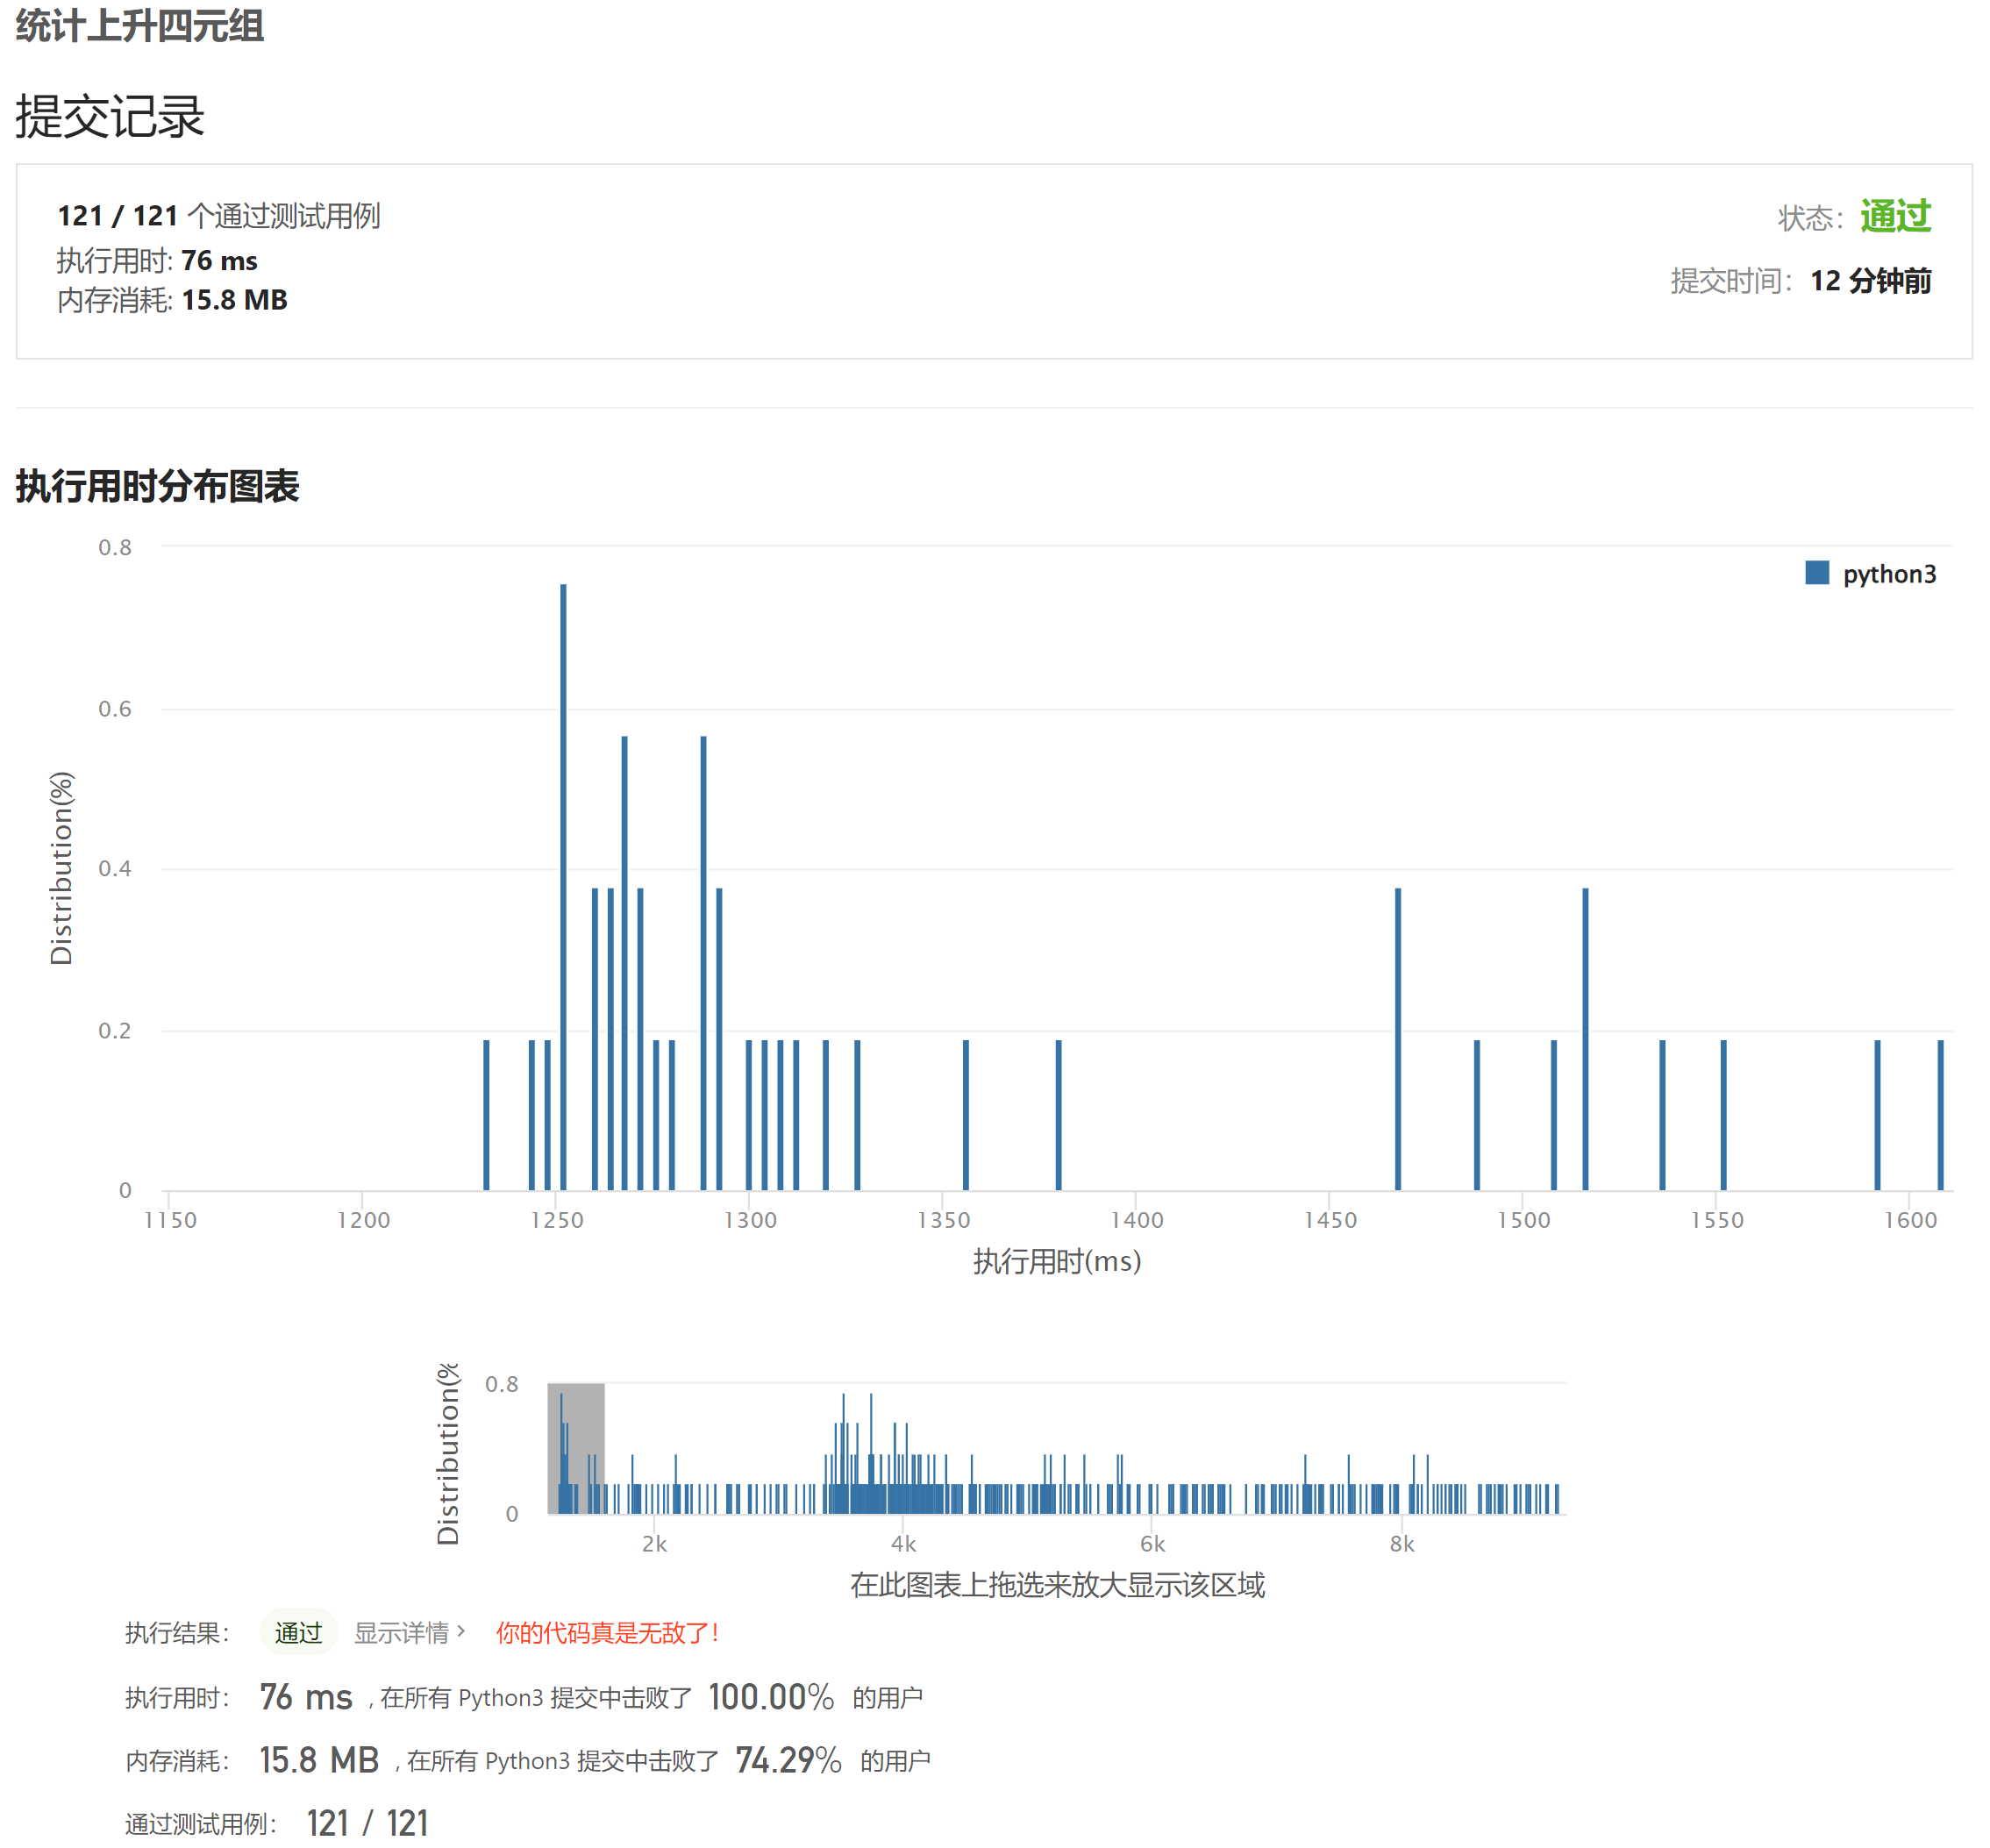 统计上升四元组
提交记录
121 / 121 个通过测试用例
状态：通过
执行用时: 76 ms
提交时间：12 分钟前
内存消耗: 15.8 MB
执行用时分布图表
0.8
python3
0.6
0.4
0.2
0
Distribution(%)
1150 1200 1250 1300 1350 1400 1450 1500 1550 1600
执行用时(ms)
Distribution(%
0.8
0
2k 4k 6k 8k
在此图表上拖选来放大显示该区域
执行结果： 通过 显示详情 › 你的代码真是无敌了！
执行用时： 76 ms , 在所有 Python3 提交中击败了 100.00% 的用户
内存消耗： 15.8 MB , 在所有 Python3 提交中击败了 74.29% 的用户
通过测试用例： 121 / 121